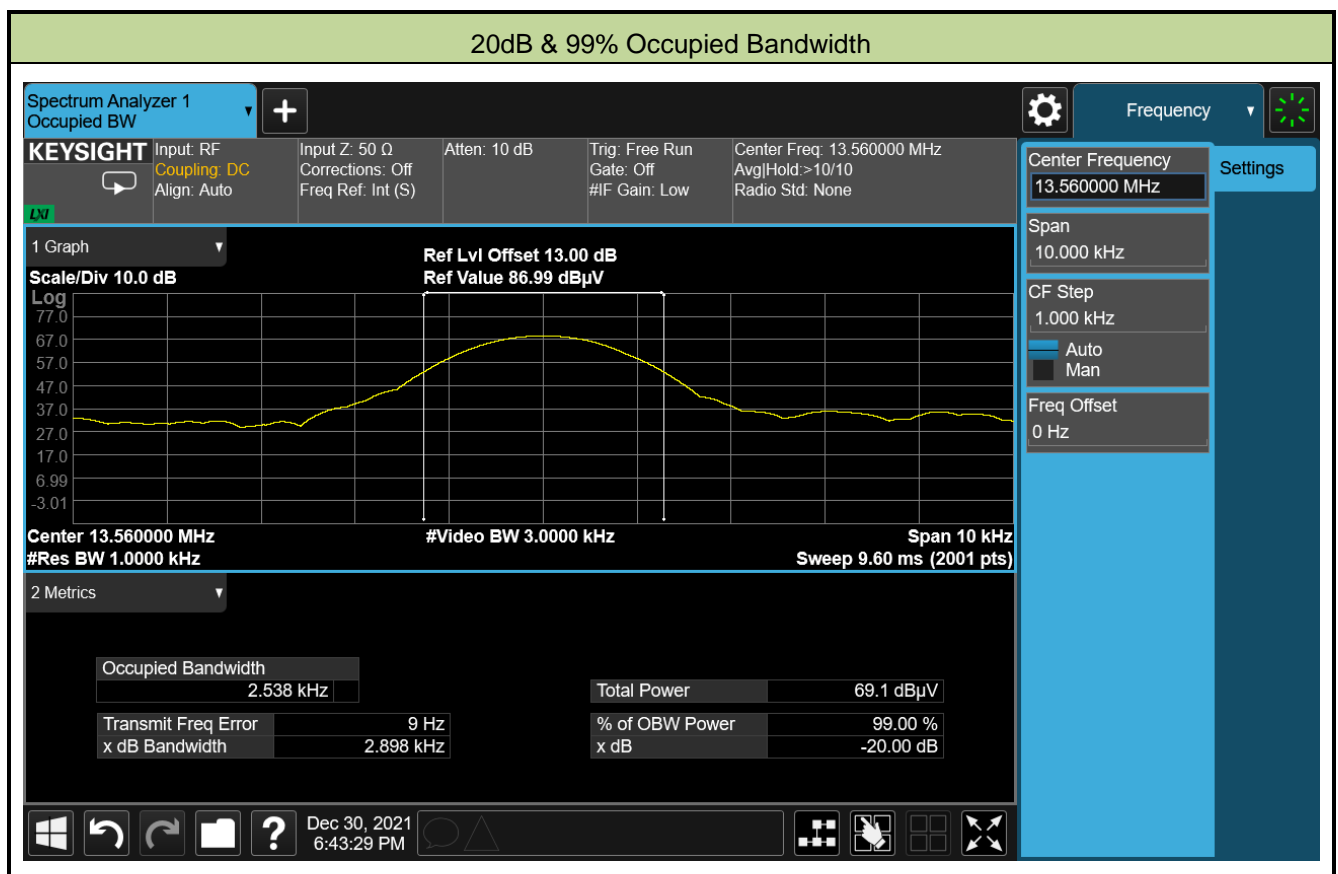 20dB & 99% Occupied Bandwidth
Spectrum Analyzer 1
Occupied BW
Frequency
KEYSIGHT
LXI
Input: RF
Coupling: DC
Align: Auto
Input Z: 50 Ω
Corrections: Off
Freq Ref: Int (S)
Atten: 10 dB
Trig: Free Run
Gate: Off
#IF Gain: Low
Center Freq: 13.560000 MHz
Avg|Hold:>10/10
Radio Std: None
Center Frequency
13.560000 MHz
Settings
Span
10.000 kHz
CF Step
1.000 kHz
Auto
Man
Freq Offset
0 Hz
1 Graph
Scale/Div 10.0 dB
Ref Lvl Offset 13.00 dB
Ref Value 86.99 dBµV
Log
77.0
67.0
57.0
47.0
37.0
27.0
17.0
6.99
-3.01
Center 13.560000 MHz
#Video BW 3.0000 kHz
Span 10 kHz
#Res BW 1.0000 kHz
Sweep 9.60 ms (2001 pts)
2 Metrics
Occupied Bandwidth
2.538 kHz
Total Power 69.1 dBµV
Transmit Freq Error 9 Hz
% of OBW Power 99.00 %
x dB Bandwidth 2.898 kHz
x dB -20.00 dB
?
Dec 30, 2021
6:43:29 PM